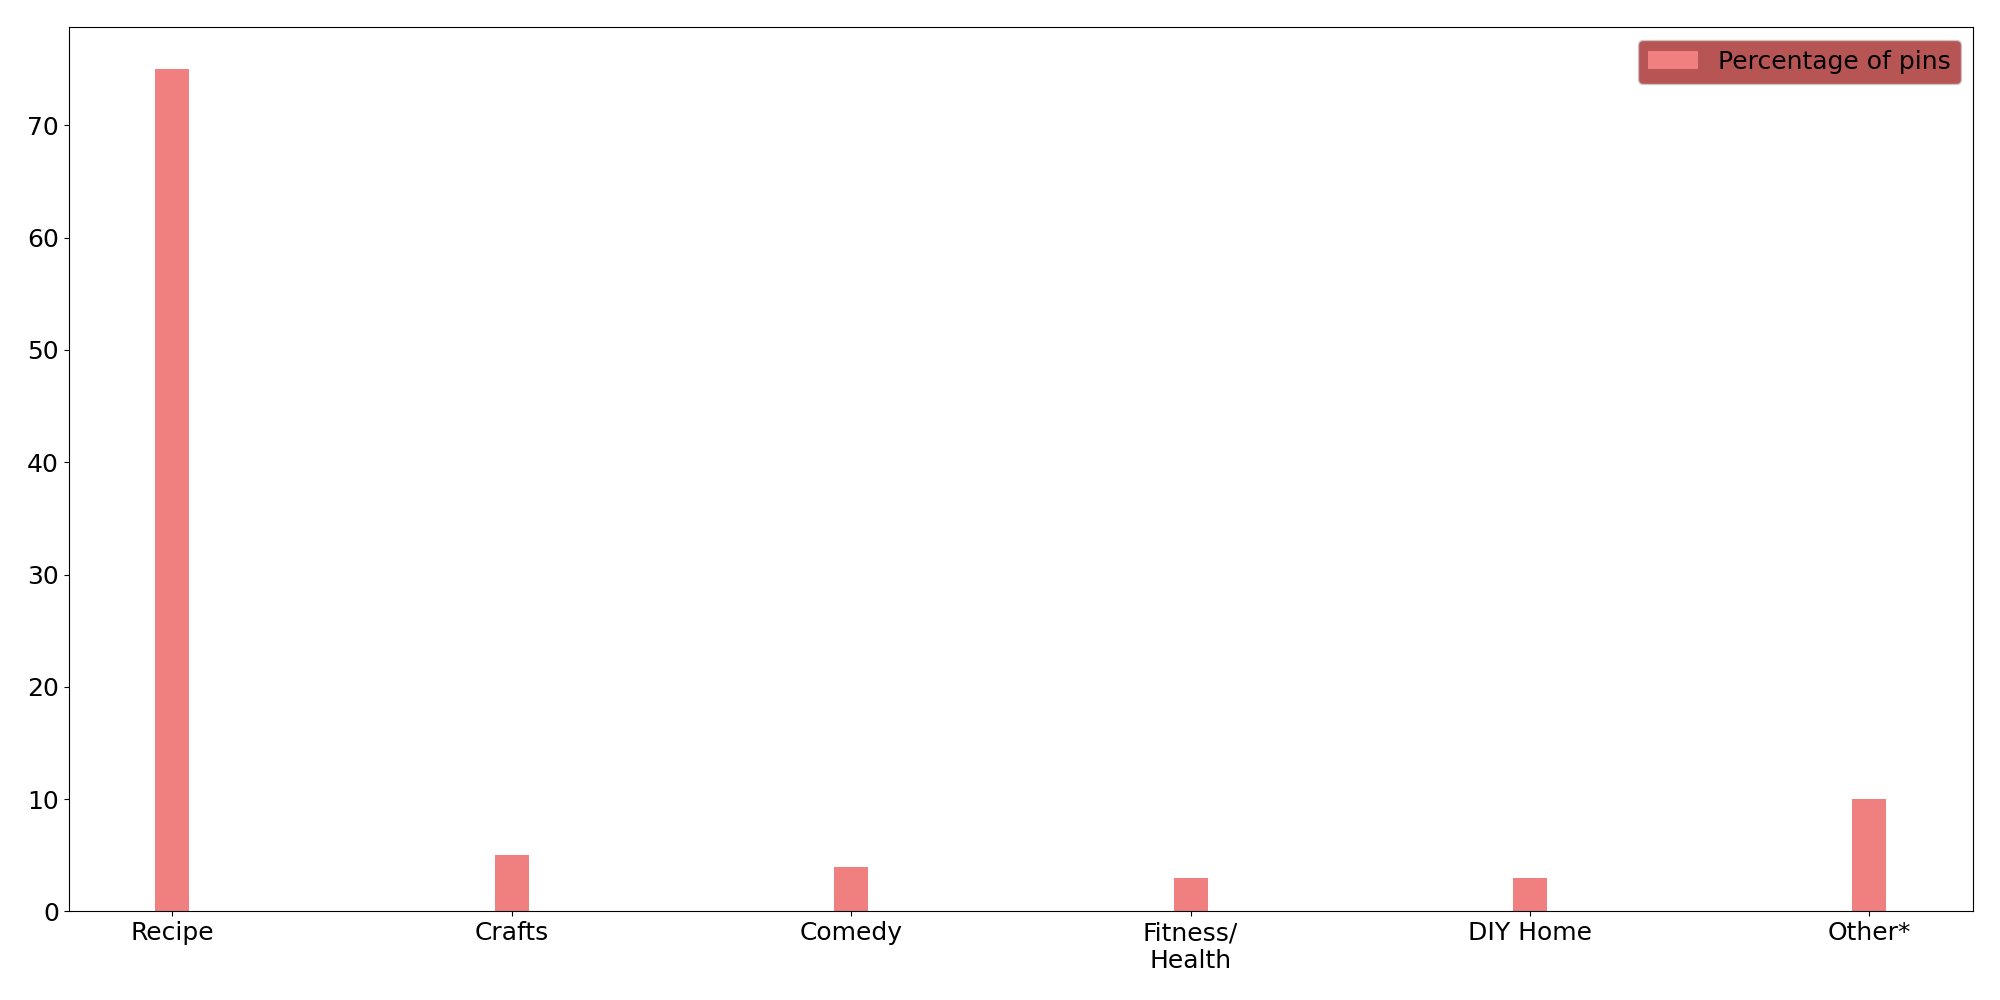 Percentage of pins
70
60
50
40
30
20
10
0
Recipe
Crafts
Comedy
Fitness/
Health
DIY Home
Other*